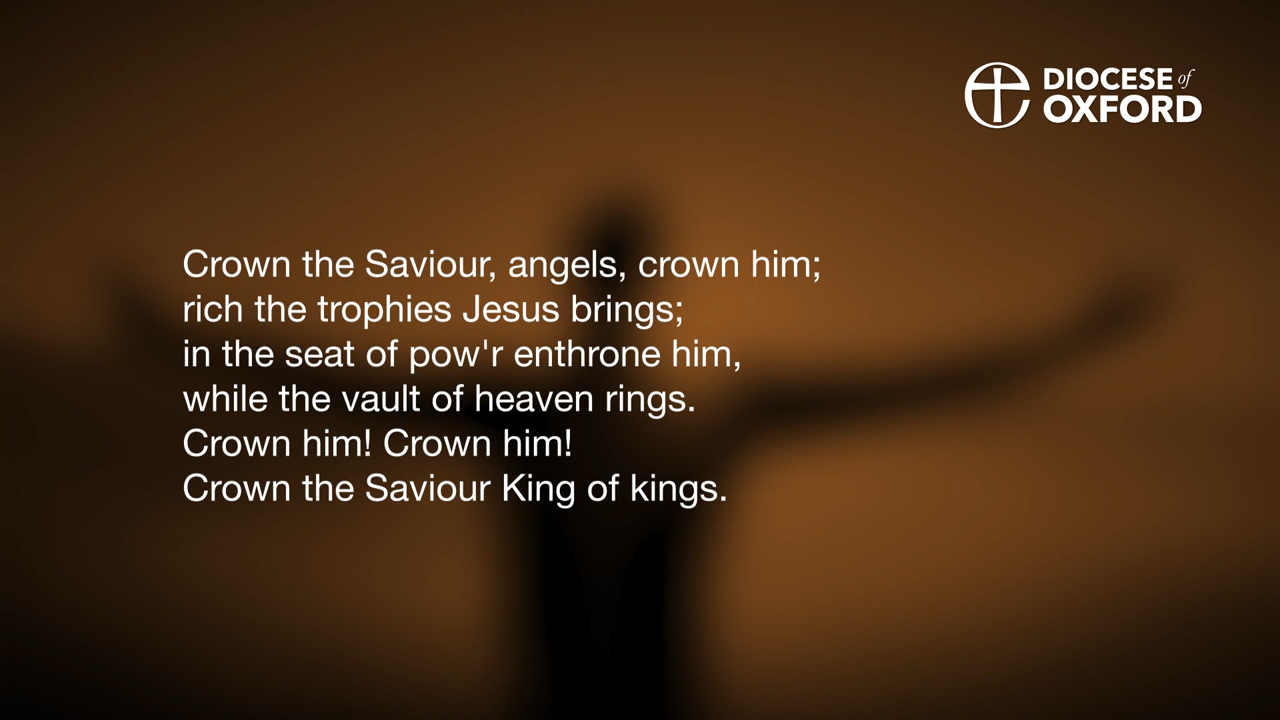 DIOCESE of
OXFORD
Crown the Saviour, angels, crown him;
rich the trophies Jesus brings;
in the seat of pow'r enthrone him,
while the vault of heaven rings.
Crown him! Crown him!
Crown the Saviour King of kings.